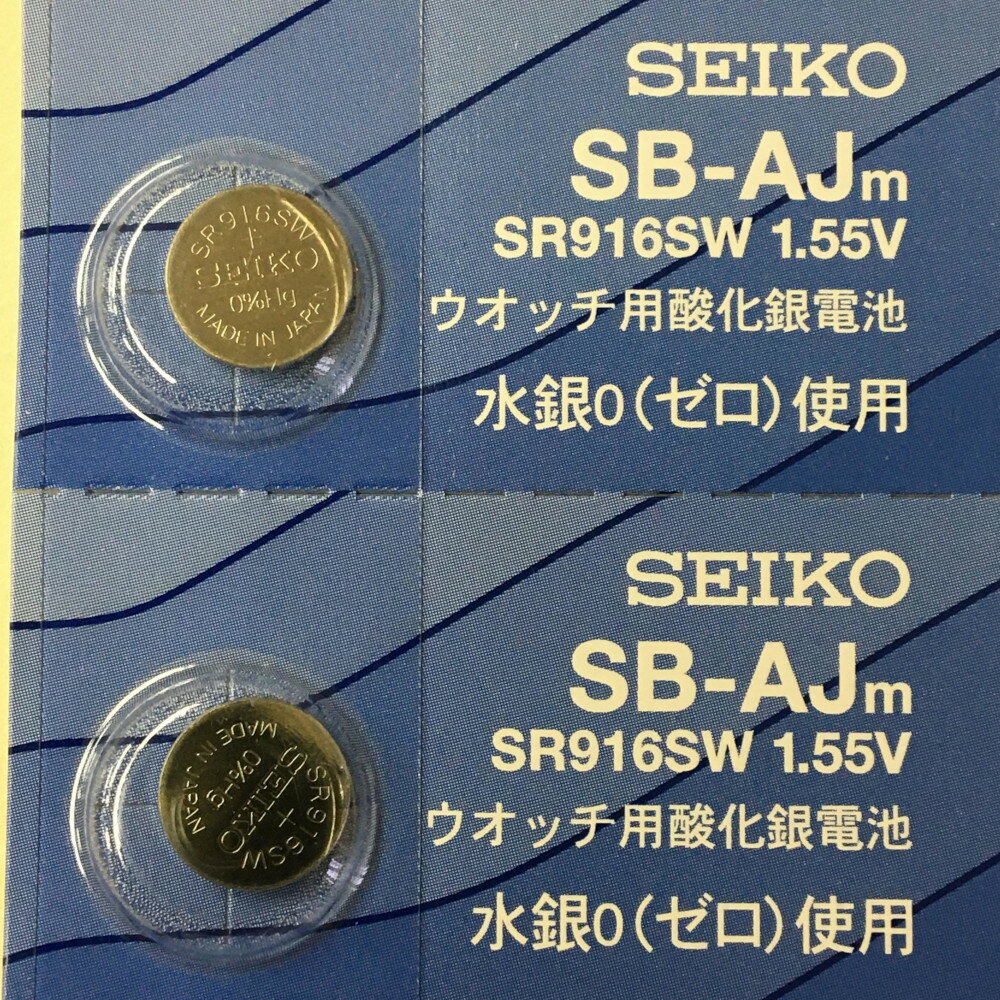 SEIKO
SB-AJm
SR916SW 1.55V
ウオッチ用酸化銀電池
水銀0(ゼロ)使用
SR916SW
+
SEIKO
0%Hg
MADE IN JAPAN
SEIKO
SB-AJm
SR916SW 1.55V
ウオッチ用酸化銀電池
水銀0(ゼロ)使用
SR916SW
+
SEIKO
0%Hg
MADE IN JAPAN